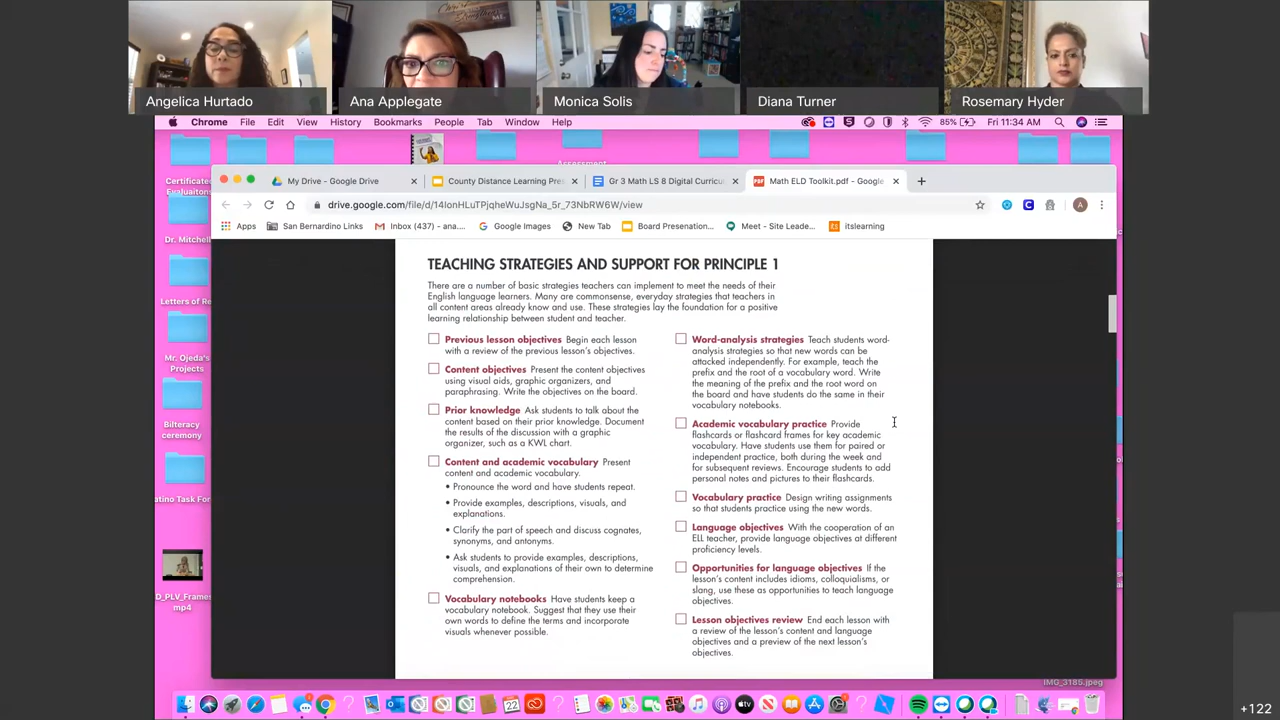 Angelica Hurtado
Ana Applegate
Monica Solis
Diana Turner
Rosemary Hyder
Chrome File Edit View History Bookmarks People Tab Window Help
85% Fri 11:34 AM
Assessment
My Drive - Google Drive
County Distance Learning Pre
Gr 3 Math LS 8 Digital Curricu
Math ELD Toolkit.pdf - Google
drive.google.com/file/d/14IonHLuTPjqheWuJsgNa_5r_73NbRW6W/view
Apps San Bernardino Links Inbox (437) - ana.... Google Images New Tab Board Presenation... Meet - Site Leade... itslearning
Certificated
Evaluaitons
Dr. Mitchell
Letters of Re
Mr. Ojeda's
Projects
Bilteracy
ceremony
atino Task For
D_PLV_Frames
mp4
TEACHING STRATEGIES AND SUPPORT FOR PRINCIPLE 1
There are a number of basic strategies teachers can implement to meet the needs of their
English language learners. Many are commonsense, everyday strategies that teachers in
all content areas already know and use. These strategies lay the foundation for a positive
learning relationship between student and teacher.
Previous lesson objectives Begin each lesson
with a review of the previous lesson's objectives.
Content objectives Present the content objectives
using visual aids, graphic organizers, and
paraphrasing. Write the objectives on the board.
Prior knowledge Ask students to talk about the
content based on their prior knowledge. Document
the results of the discussion with a graphic
organizer, such as a KWL chart.
Content and academic vocabulary Present
content and academic vocabulary.
• Pronounce the word and have students repeat.
• Provide examples, descriptions, visuals, and
explanations.
• Clarify the part of speech and discuss cognates,
synonyms, and antonyms.
• Ask students to provide examples, descriptions,
visuals, and explanations of their own to determine
comprehension.
Vocabulary notebooks Have students keep a
vocabulary notebook. Suggest that they use their
own words to define the terms and incorporate
visuals whenever possible.
Word-analysis strategies Teach students word-
analysis strategies so that new words can be
attacked independently. For example, teach the
prefix and the root of a vocabulary word. Write
the meaning of the prefix and the root word on
the board and have students do the same in their
vocabulary notebooks.
Academic vocabulary practice Provide
flashcards or flashcard frames for key academic
vocabulary. Have students use them for paired or
independent practice, both during the week and
for subsequent reviews. Encourage students to add
personal notes and pictures to their flashcards.
Vocabulary practice Design writing assignments
so that students practice using the new words.
Language objectives With the cooperation of an
ELL teacher, provide language objectives at different
proficiency levels.
Opportunities for language objectives If the
lesson's content includes idioms, colloquialisms, or
slang, use these as opportunities to teach language
objectives.
Lesson objectives review End each lesson with
a review of the lesson's content and language
objectives and a preview of the next lesson's
objectives.
IMG_3185.jpeg
22
+122